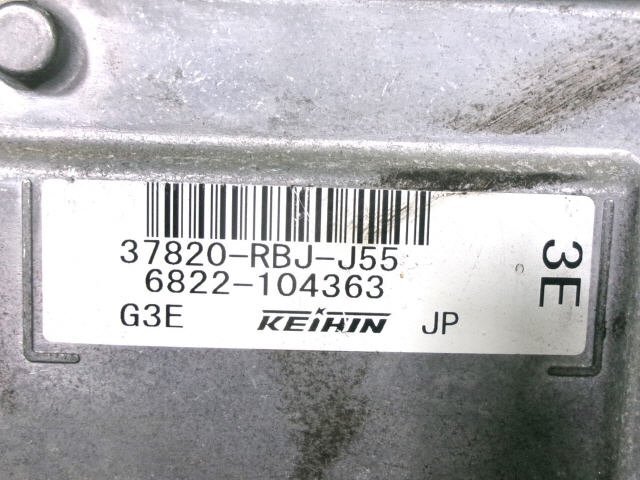 37820-RBJ-J55
6822-104363
G3E KEIHIN JP
3E